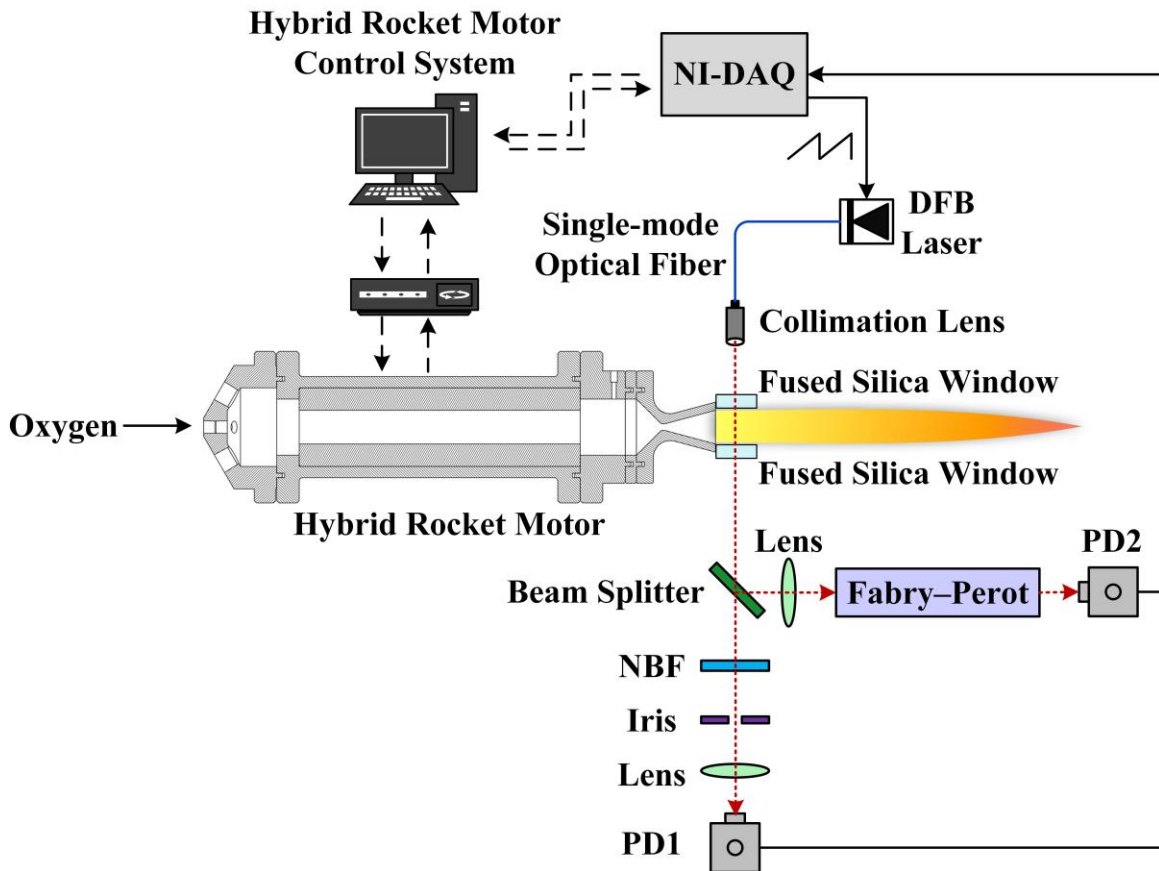 Hybrid Rocket Motor
Control System
NI-DAQ
DFB
Laser
Single-mode
Optical Fiber
Collimation Lens
Fused Silica Window
Oxygen
Fused Silica Window
Hybrid Rocket Motor
Lens
PD2
Beam Splitter
Fabry–Perot
NBF
Iris
Lens
PD1